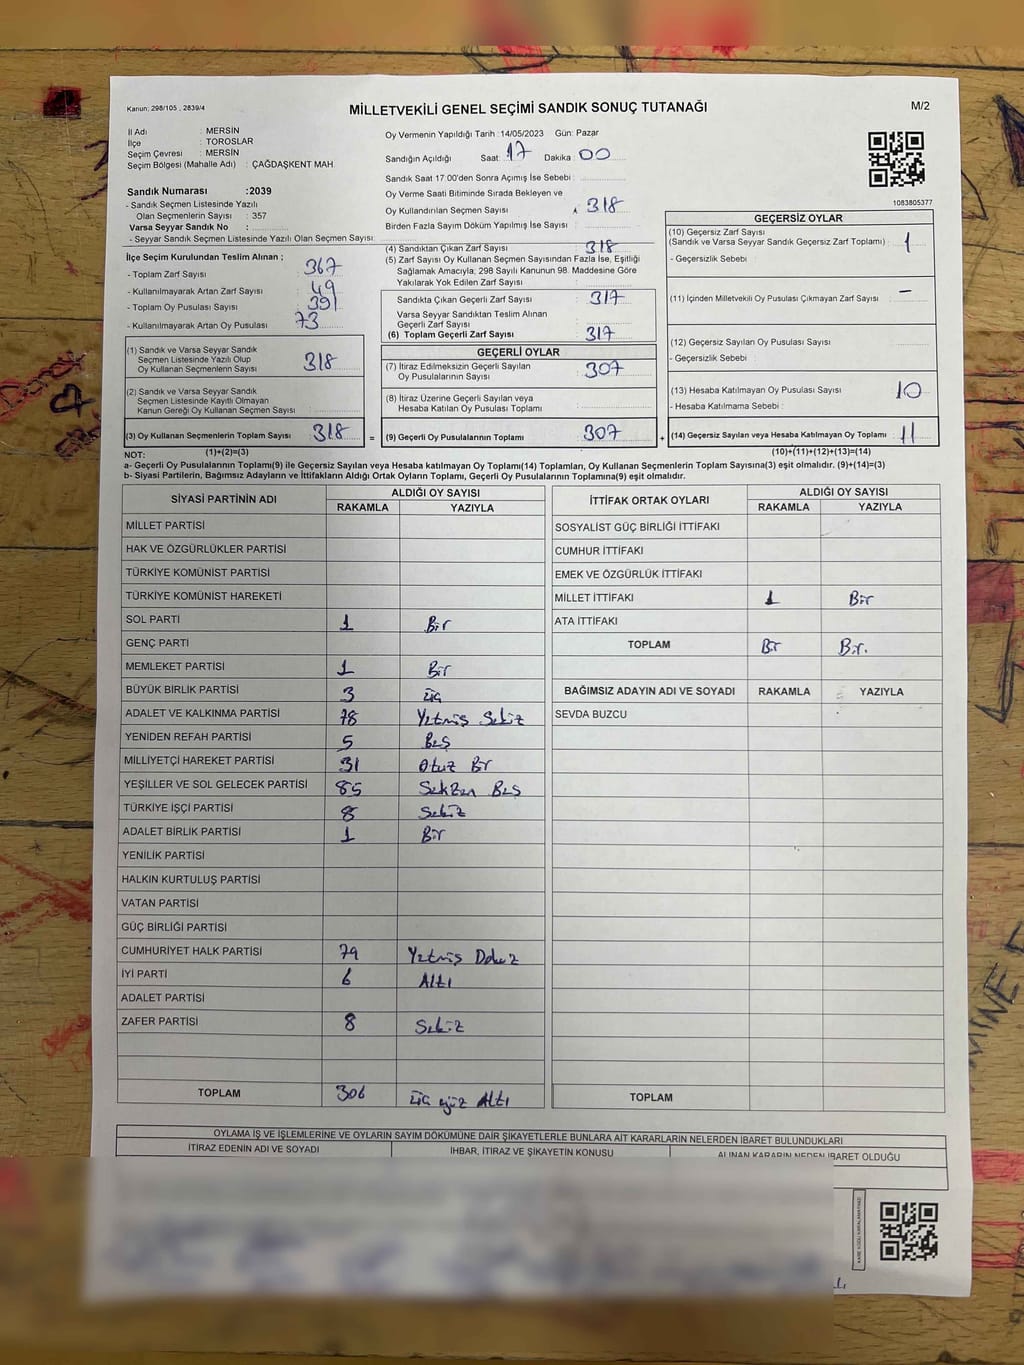 Kanun: 298/105 , 2839/4
MİLLETVEKİLİ GENEL SEÇİMİ SANDIK SONUÇ TUTANAĞI
M/2
İl Adı : MERSİN
İlçe : TOROSLAR
Seçim Çevresi : MERSİN
Seçim Bölgesi (Mahalle Adı) : ÇAĞDAŞKENT MAH.
Sandık Numarası :2039
- Sandık Seçmen Listesinde Yazılı
Olan Seçmenlerin Sayısı : 357
Varsa Seyyar Sandık No :
- Seyyar Sandık Seçmen Listesinde Yazılı Olan Seçmen Sayısı:
Oy Vermenin Yapıldığı Tarih :14/05/2023 Gün: Pazar
Sandığın Açıldığı Saat: 17 Dakika : 00
Sandık Saat 17:00'den Sonra Açımış İse Sebebi :
Oy Verme Saati Bitiminde Sırada Bekleyen ve
Oy Kullandırılan Seçmen Sayısı : 318
Birden Fazla Sayım Döküm Yapılmış İse Sayısı :
1083805377
İlçe Seçim Kurulundan Teslim Alınan ;
- Toplam Zarf Sayısı : 367
- Kullanılmayarak Artan Zarf Sayısı : 49
- Toplam Oy Pusulası Sayısı : 391
- Kullanılmayarak Artan Oy Pusulası : 73
(1) Sandık ve Varsa Seyyar Sandık
Seçmen Listesinde Yazılı Olup
Oy Kullanan Seçmenlerin Sayısı : 318
(2) Sandık ve Varsa Seyyar Sandık
Seçmen Listesinde Kayıtlı Olmayan
Kanun Gereği Oy Kullanan Seçmen Sayısı :
(3) Oy Kullanan Seçmenlerin Toplam Sayısı : 318 =
(1)+(2)=(3)
(4) Sandıktan Çıkan Zarf Sayısı : 318
(5) Zarf Sayısı Oy Kullanan Seçmen Sayısından Fazla İse, Eşitliği
Sağlamak Amacıyla; 298 Sayılı Kanunun 98. Maddesine Göre
Yakılarak Yok Edilen Zarf Sayısı :
Sandıkta Çıkan Geçerli Zarf Sayısı : 317
Varsa Seyyar Sandıktan Teslim Alınan
Geçerli Zarf Sayısı :
(6) Toplam Geçerli Zarf Sayısı : 317
GEÇERLİ OYLAR
(7) İtiraz Edilmeksizin Geçerli Sayılan
Oy Pusulalarının Sayısı : 307
(8) İtiraz Üzerine Geçerli Sayılan veya
Hesaba Katılan Oy Pusulası Toplamı :
(9) Geçerli Oy Pusulalarının Toplamı : 307 +
GEÇERSİZ OYLAR
(10) Geçersiz Zarf Sayısı
(Sandık ve Varsa Seyyar Sandık Geçersiz Zarf Toplamı) : 1
- Geçersizlik Sebebi :
(11) İçinden Milletvekili Oy Pusulası Çıkmayan Zarf Sayısı : –
(12) Geçersiz Sayılan Oy Pusulası Sayısı :
- Geçersizlik Sebebi :
(13) Hesaba Katılmayan Oy Pusulası Sayısı : 10
- Hesaba Katılmama Sebebi :
(14) Geçersiz Sayılan veya Hesaba Katılmayan Oy Pusulası Toplamı : 11
(10)+(11)+(12)+(13)=(14)
NOT:
a- Geçerli Oy Pusulalarının Toplamı(9) ile Geçersiz Sayılan veya Hesaba katılmayan Oy Toplamı(14) Toplamları, Oy Kullanan Seçmenlerin Toplam Sayısına(3) eşit olmalıdır. (9)+(14)=(3)
b- Siyasi Partilerin, Bağımsız Adayların ve İttifakların Aldığı Ortak Oyların Toplamı, Geçerli Oy Pusulalarının Toplamına(9) eşit olmalıdır.
SİYASİ PARTİNİN ADI ALDIĞI OY SAYISI
RAKAMLA YAZIYLA
MİLLET PARTİSİ
HAK VE ÖZGÜRLÜKLER PARTİSİ
TÜRKİYE KOMÜNİST PARTİSİ
TÜRKİYE KOMÜNİST HAREKETİ
SOL PARTİ 1 Bir
GENÇ PARTİ
MEMLEKET PARTİSİ 1 Bir
BÜYÜK BİRLİK PARTİSİ 3 üç
ADALET VE KALKINMA PARTİSİ 78 Yetmiş Sekiz
YENİDEN REFAH PARTİSİ 5 Beş
MİLLİYETÇİ HAREKET PARTİSİ 31 Otuz Bir
YEŞİLLER VE SOL GELECEK PARTİSİ 85 Seksen Beş
TÜRKİYE İŞÇİ PARTİSİ 8 Sekiz
ADALET BİRLİK PARTİSİ 1 Bir
YENİLİK PARTİSİ
HALKIN KURTULUŞ PARTİSİ
VATAN PARTİSİ
GÜÇ BİRLİĞİ PARTİSİ
CUMHURİYET HALK PARTİSİ 79 Yetmiş Dokuz
İYİ PARTİ 6 Altı
ADALET PARTİSİ
ZAFER PARTİSİ 8 Sekiz
TOPLAM 306 üç yüz Altı
İTTİFAK ORTAK OYLARI ALDIĞI OY SAYISI
RAKAMLA YAZIYLA
SOSYALİST GÜÇ BİRLİĞİ İTTİFAKI
CUMHUR İTTİFAKI
EMEK VE ÖZGÜRLÜK İTTİFAKI
MİLLET İTTİFAKI 1 Bir
ATA İTTİFAKI
TOPLAM Bir Bir.
BAĞIMSIZ ADAYIN ADI VE SOYADI RAKAMLA YAZIYLA
SEVDA BUZCU
TOPLAM
OYLAMA İŞ VE İŞLEMLERİNE VE OYLARIN SAYIM DÖKÜMÜNE DAİR ŞİKAYETLERLE BUNLARA AİT KARARLARIN NELERDEN İBARET BULUNDUKLARI
İTİRAZ EDENİN ADI VE SOYADI İHBAR, İTİRAZ VE ŞİKAYETİN KONUSU ALINAN KARARIN NEDEN İBARET OLDUĞU